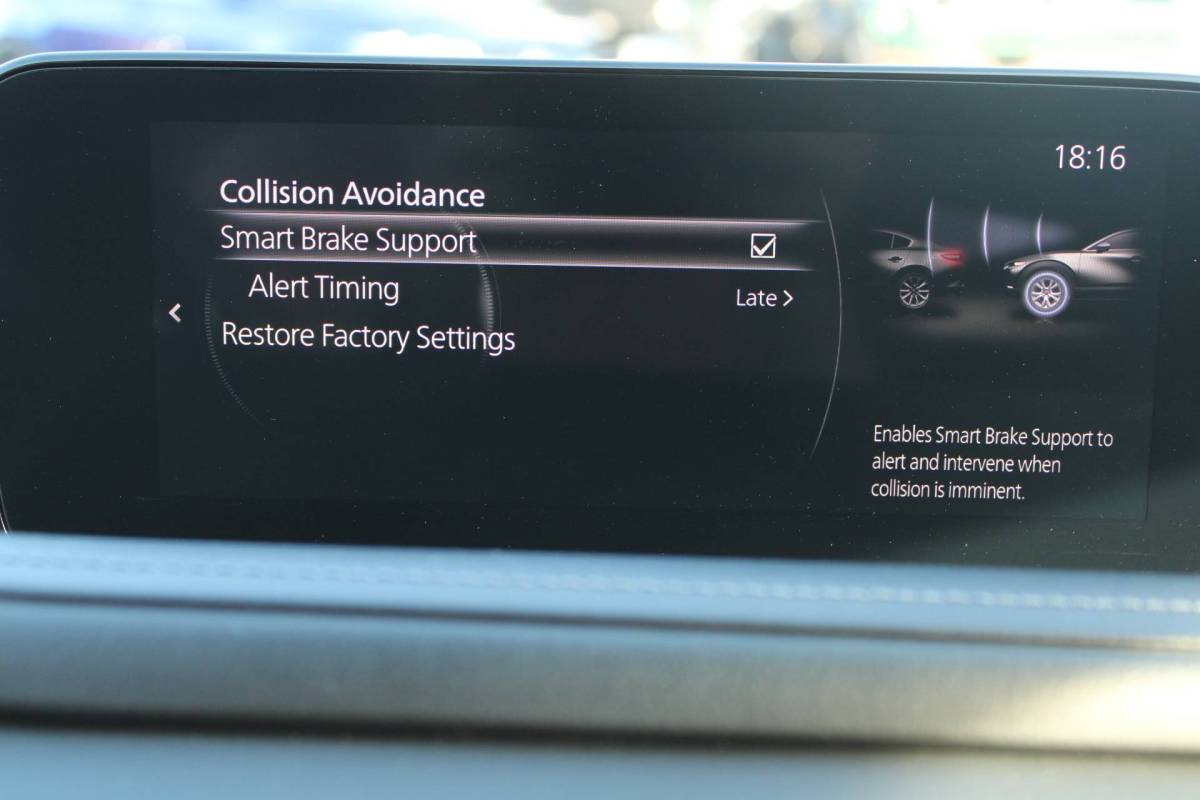 18:16
Collision Avoidance
Smart Brake Support
Alert Timing
Late >
Restore Factory Settings
Enables Smart Brake Support to
alert and intervene when
collision is imminent.